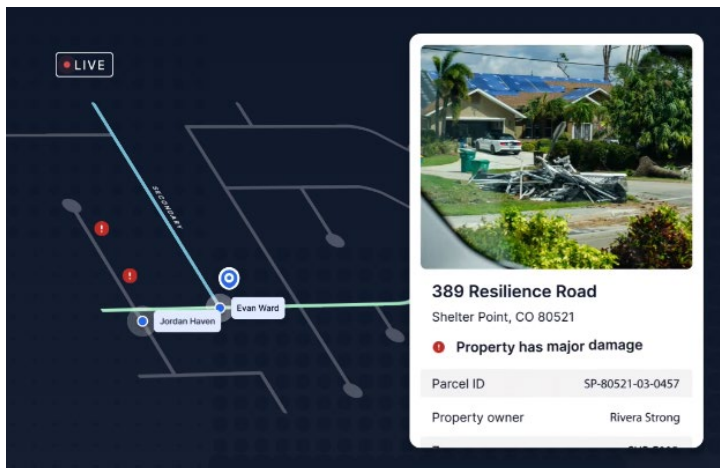 LIVE
SECONDARY
Evan Ward
Jordan Haven
389 Resilience Road
Shelter Point, CO 80521
Property has major damage
Parcel ID SP-80521-03-0457
Property owner Rivera Strong